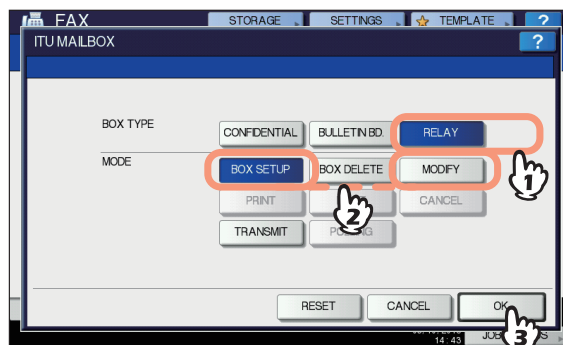 FAX STORAGE SETTINGS TEMPLATE ?
ITU MAILBOX ?
BOX TYPE CONFIDENTIAL BULLETIN BD. RELAY
MODE BOX SETUP BOX DELETE MODIFY
1
PRINT CANCEL
2
TRANSMIT
RESET CANCEL OK
3
14:43